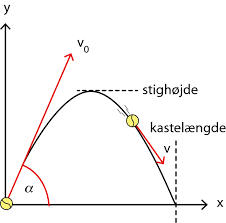 y
v₀
stighøjde
kastelængde
v
α
x